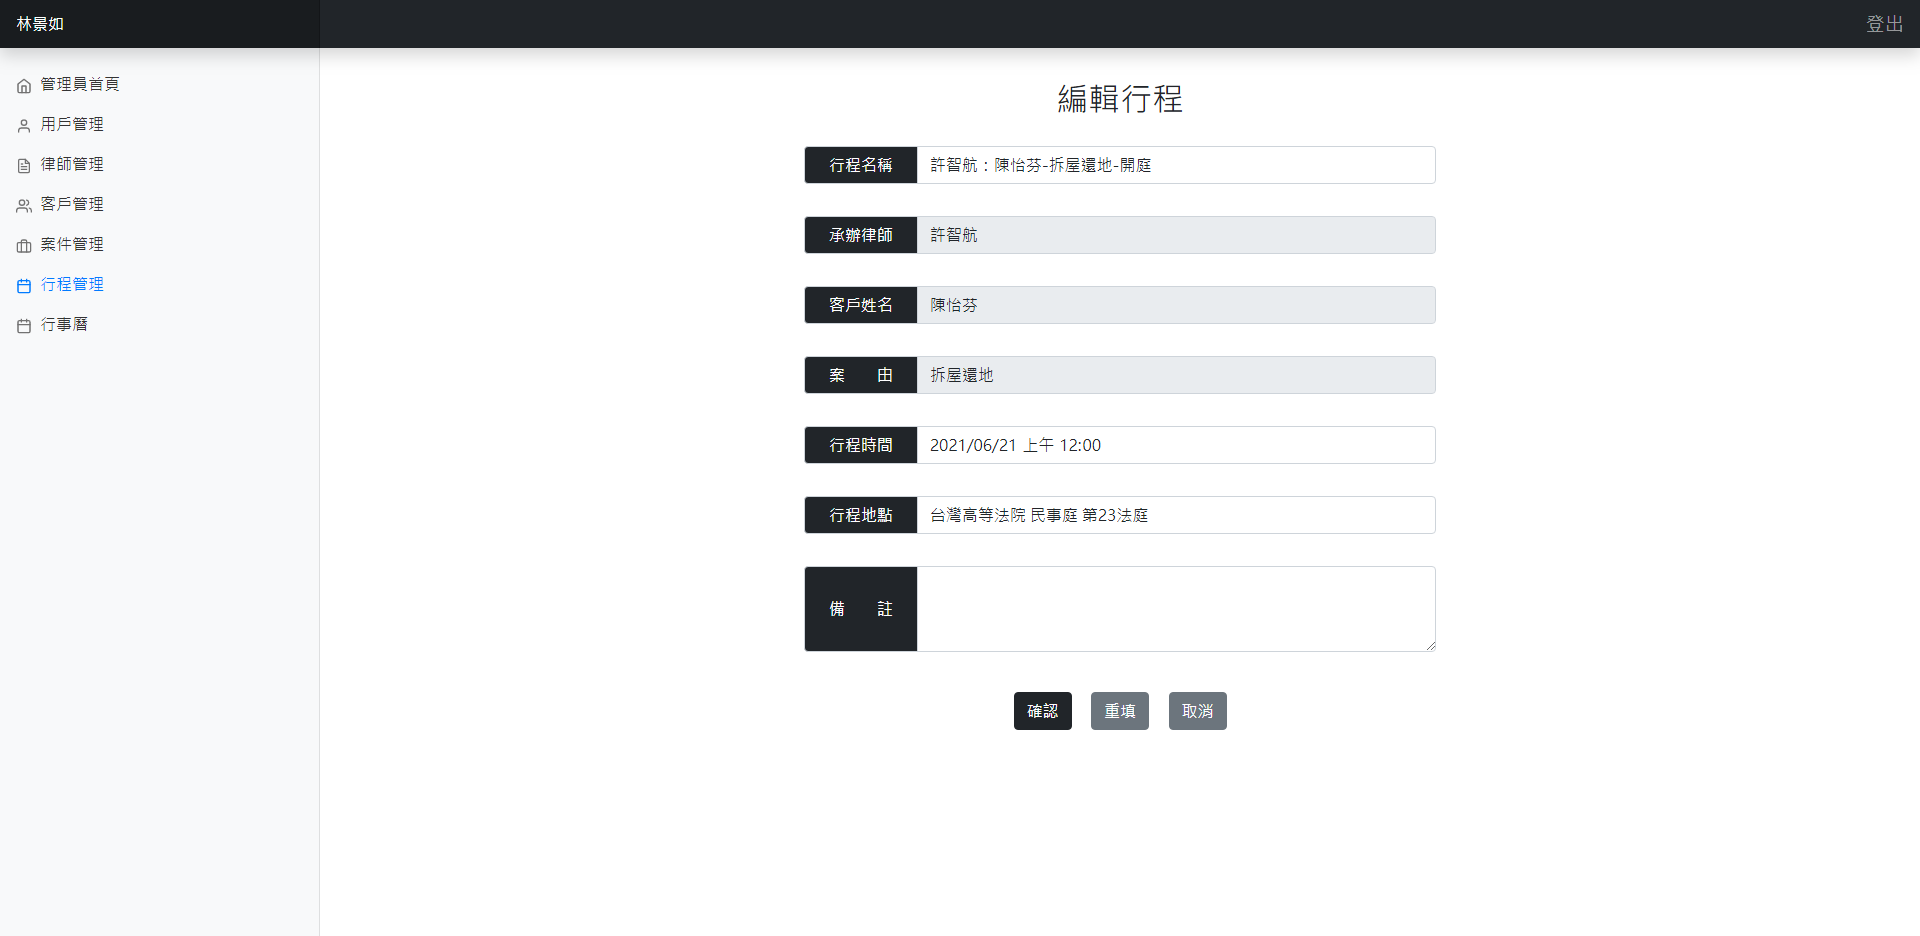 林景如
登出
管理員首頁
用戶管理
律師管理
客戶管理
案件管理
行程管理
行事曆
編輯行程
行程名稱 許智航：陳怡芬-拆屋還地-開庭
承辦律師 許智航
客戶姓名 陳怡芬
案　　由 拆屋還地
行程時間 2021/06/21 上午 12:00
行程地點 台灣高等法院 民事庭 第23法庭
備　　註
確認 重填 取消